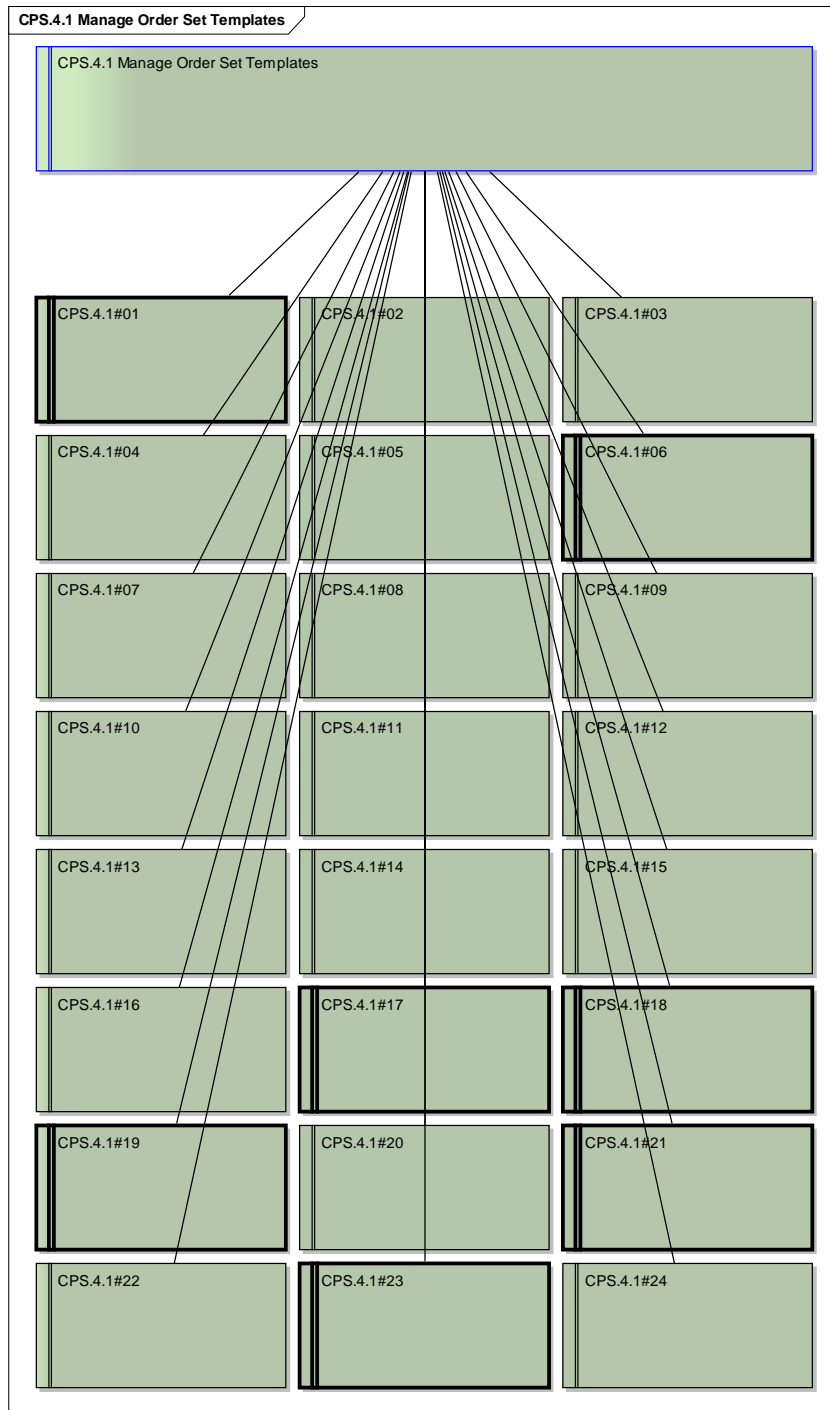 CPS.4.1 Manage Order Set Templates
CPS.4.1 Manage Order Set Templates
CPS.4.1#01
CPS.4.1#02
CPS.4.1#03
CPS.4.1#04
CPS.4.1#05
CPS.4.1#06
CPS.4.1#07
CPS.4.1#08
CPS.4.1#09
CPS.4.1#10
CPS.4.1#11
CPS.4.1#12
CPS.4.1#13
CPS.4.1#14
CPS.4.1#15
CPS.4.1#16
CPS.4.1#17
CPS.4.1#18
CPS.4.1#19
CPS.4.1#20
CPS.4.1#21
CPS.4.1#22
CPS.4.1#23
CPS.4.1#24